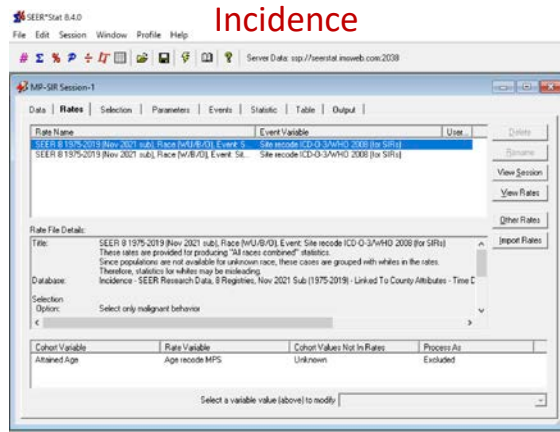 SEER*Stat 8.4.0
Incidence
File Edit Session Window Profile Help
Server Data: ssp://seerstat.imsweb.com:2038
MP-SIR Session-1
Data Rates Selection Parameters Events Statistic Table Output
Rate Name Event Variable User...
SEER 8 1975-2019 (Nov 2021 sub), Race (WU/B/O), Event: S... Site recode ICD-O-3/WHO 2008 (for SIRs)
SEER 8 1975-2019 (Nov 2021 sub), Race (W/B/O), Event: Sit... Site recode ICD-O-3/WHO 2008 (for SIRs)
Delete
Rename
View Session
View Rates
Other Rates
Import Rates
Rate File Details:
Title: SEER 8 1975-2019 (Nov 2021 sub), Race (WU/B/O), Event: Site recode ICD-O-3/WHO 2008 (for SIRs)
These rates are provided for producing "All races combined" statistics.
Since populations are not available for unknown race, these cases are grouped with whites in the rates.
Therefore, statistics for whites may be misleading.
Database: Incidence - SEER Research Data, 8 Registries, Nov 2021 Sub (1975-2019) - Linked To County Attributes - Time D
Selection
Option: Select only malignant behavior
Cohort Variable Rate Variable Cohort Values Not In Rates Process As
Attained Age Age recode MPS Unknown Excluded
Select a variable value (above) to modify